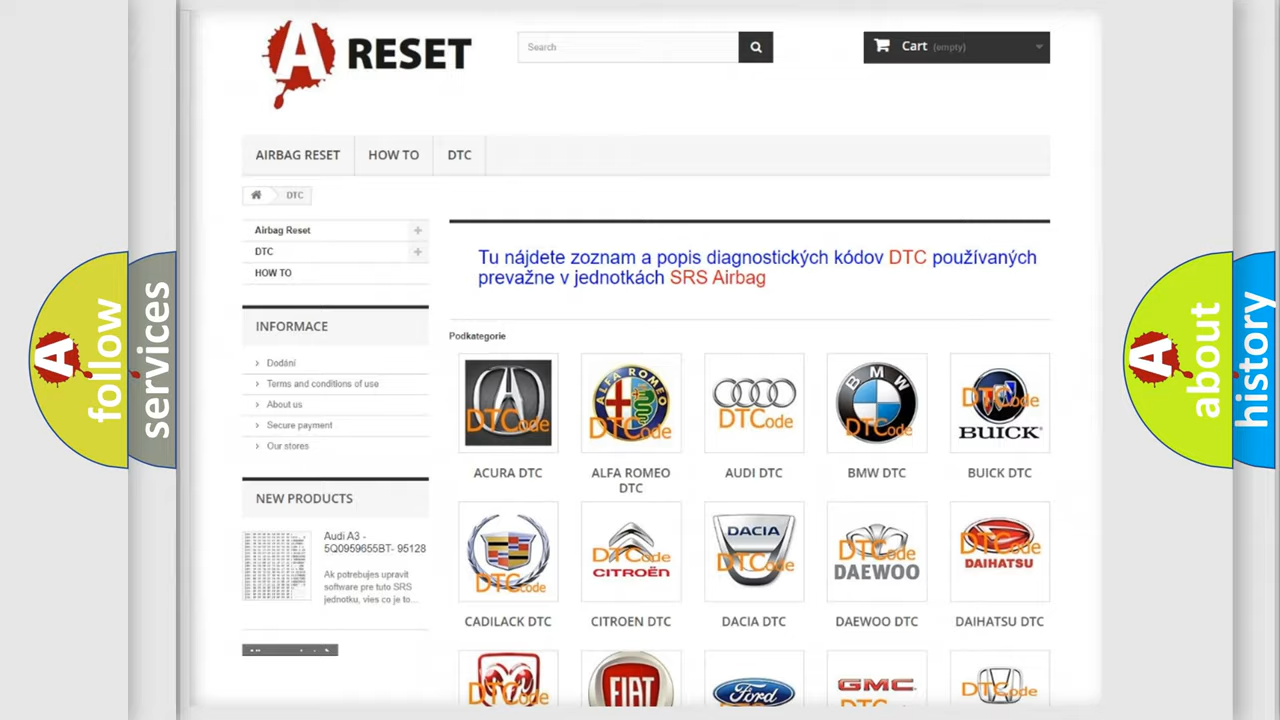 A RESET
Search
Cart (empty)
AIRBAG RESET
HOW TO
DTC
DTC
Airbag Reset
DTC
HOW TO
Tu nájdete zoznam a popis diagnostických kódov DTC používaných
prevažne v jednotkách SRS Airbag
INFORMACE
Dodání
Terms and conditions of use
About us
Secure payment
Our stores
NEW PRODUCTS
Audi A3 -
5Q0959655BT- 95128
Ak potrebujes upravit
software pre tuto SRS
jednotku, vies co je to...
Podkategorie
DTCode
ALFA ROMEO
DTCode
DTCode
BMW
DTCode
DTCode
BUICK
ACURA DTC
ALFA ROMEO
DTC
AUDI DTC
BMW DTC
BUICK DTC
DTCode
DTCode
CITROËN
DACIA
DTCode
DTCode
DAEWOO
DTCode
DAIHATSU
CADILACK DTC
CITROEN DTC
DACIA DTC
DAEWOO DTC
DAIHATSU DTC
DTCode
FIAT
Ford
GMC
DTCode
A follow
services
A about
history